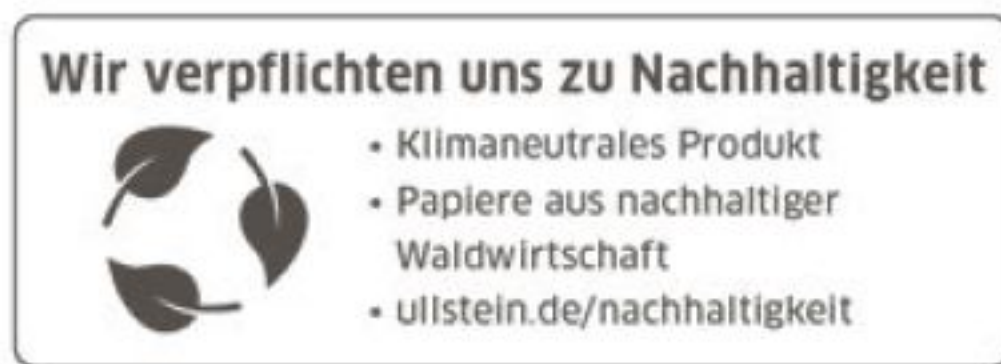 Wir verpflichten uns zu Nachhaltigkeit
• Klimaneutrales Produkt
• Papiere aus nachhaltiger
Waldwirtschaft
• ullstein.de/nachhaltigkeit